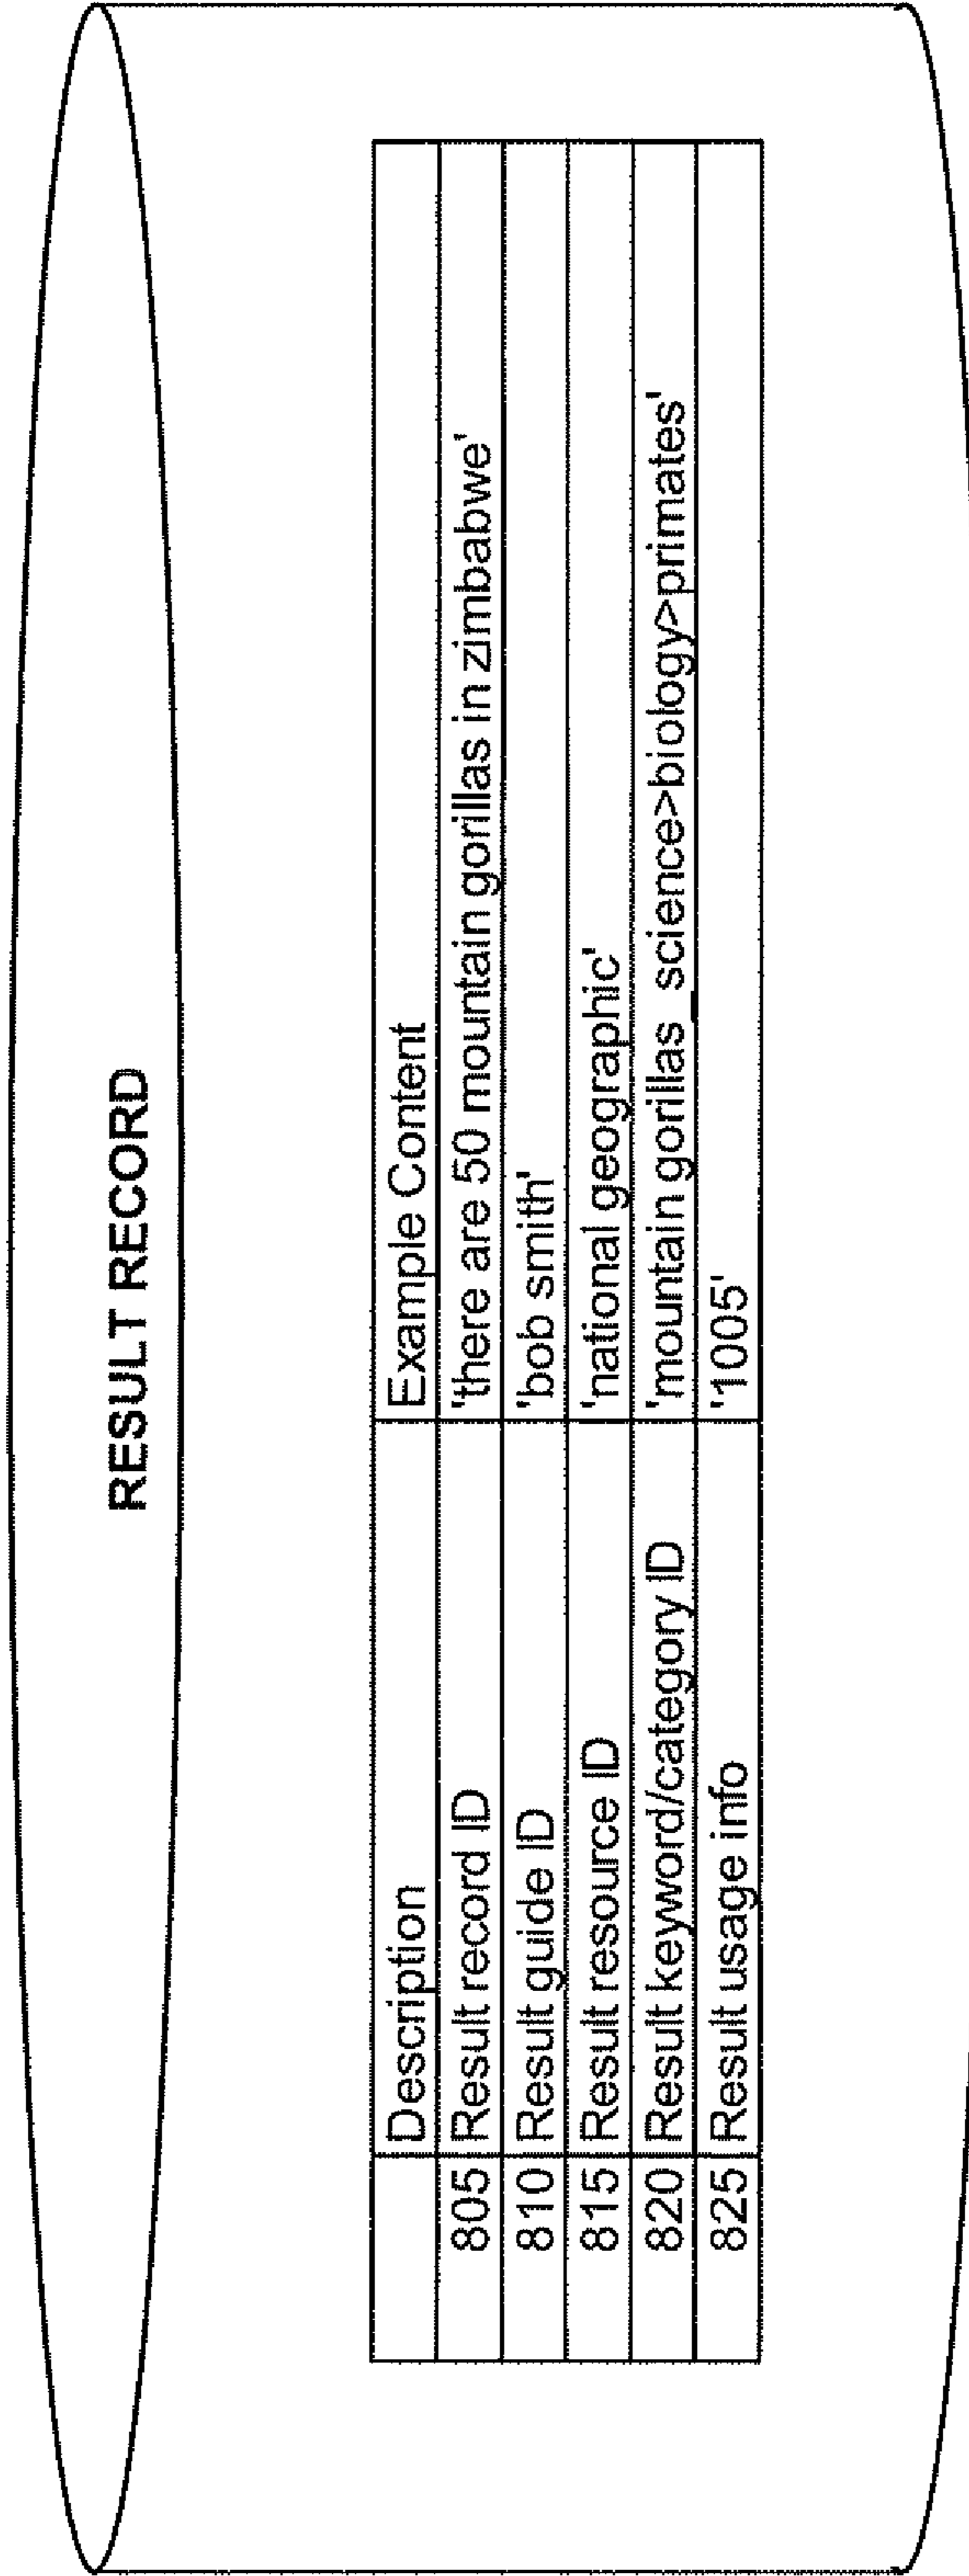 RESULT RECORD
Description Example Content
805 Result record ID 'there are 50 mountain gorillas in zimbabwe'
810 Result guide ID 'bob smith'
815 Result resource ID 'national geographic'
820 Result keyword/category ID 'mountain gorillas_science>biology>primates'
825 Result usage info '1005'